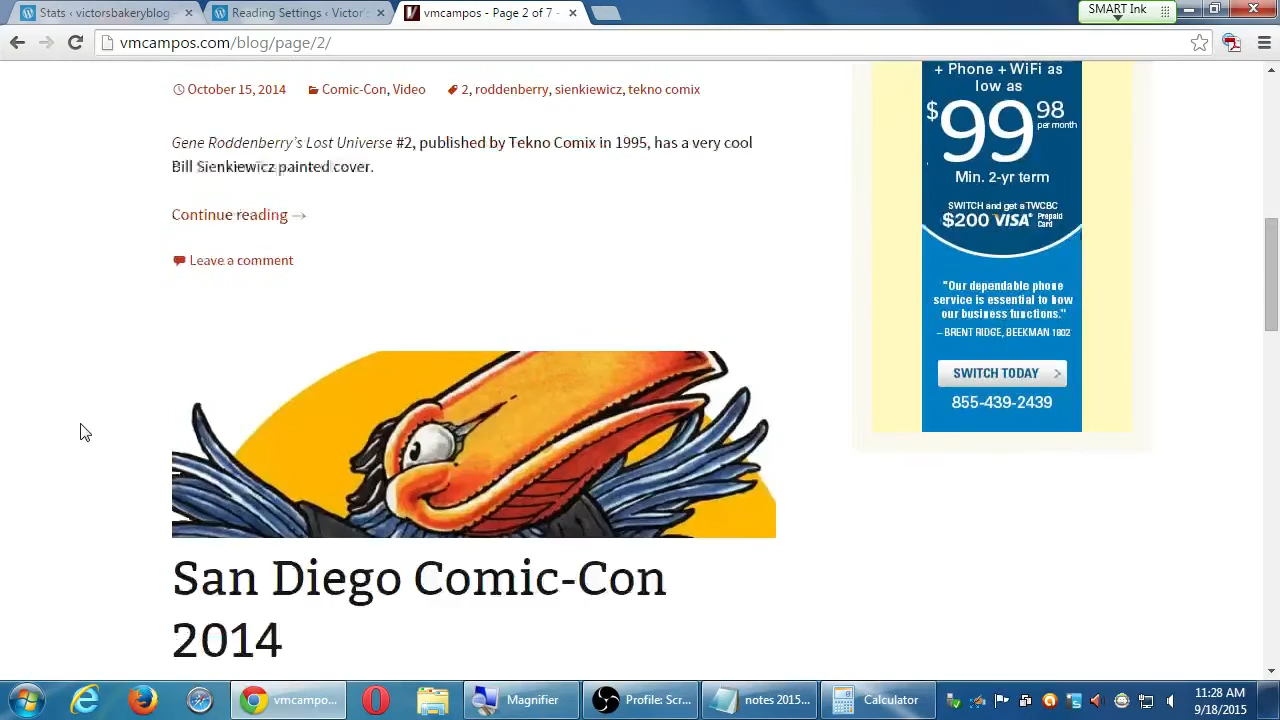 Stats ‹ victorsbakeryblog
Reading Settings ‹ Victor's
vmcampos - Page 2 of 7 -
SMART Ink
vmcampos.com/blog/page/2/
October 15, 2014 Comic-Con, Video 2, roddenberry, sienkiewicz, tekno comix
Gene Roddenberry's Lost Universe #2, published by Tekno Comix in 1995, has a very cool
Bill Sienkiewicz painted cover.
Continue reading →
Leave a comment
San Diego Comic-Con
2014
+ Phone + WiFi as
low as
$99 98
per month
Min. 2-yr term
SWITCH and get a TWCBC
$200 VISA® Prepaid Card
"Our dependable phone
service is essential to how
our business functions."
– BRENT RIDGE, BEEKMAN 1802
SWITCH TODAY >
855-439-2439
vmcampo...
Magnifier
Profile: Scr...
notes 2015...
Calculator
11:28 AM
9/18/2015